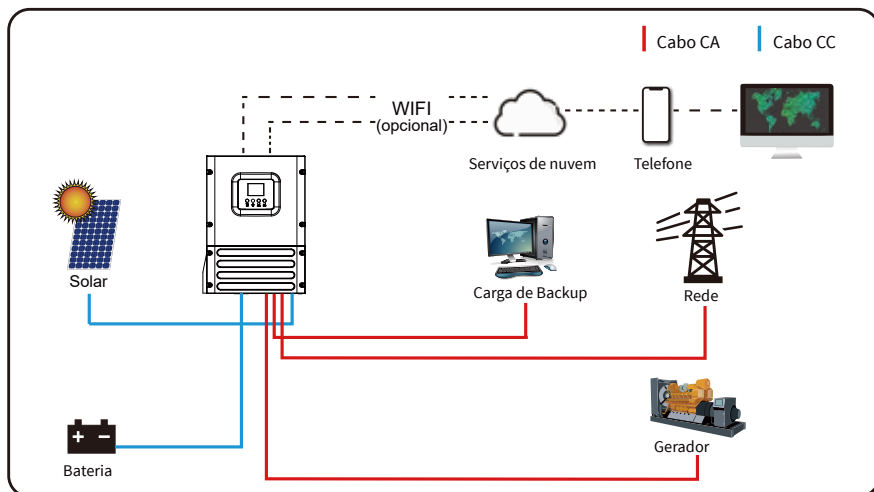 Cabo CA
Cabo CC
WIFI
(opcional)
Serviços de nuvem
Telefone
Solar
Carga de Backup
Rede
Bateria
Gerador